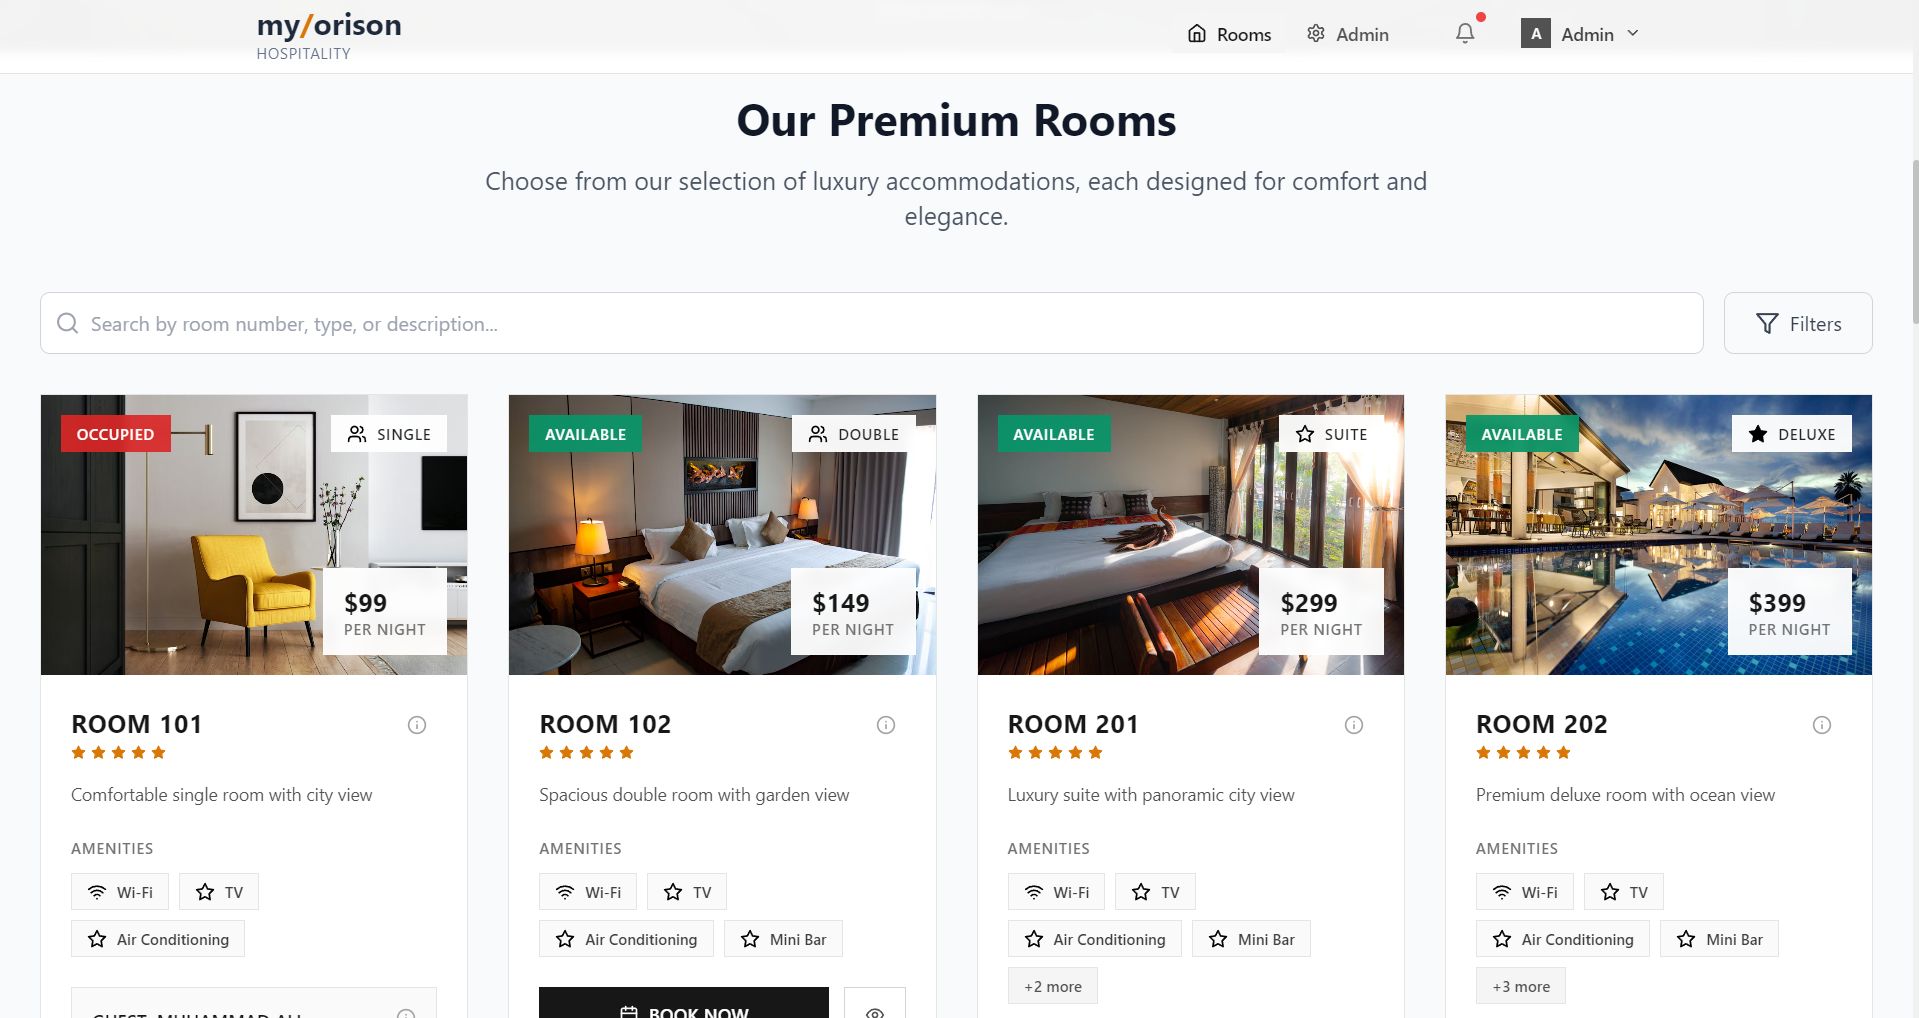 my/orison
HOSPITALITY
Rooms
Admin
A
Admin
Our Premium Rooms
Choose from our selection of luxury accommodations, each designed for comfort and
elegance.
Search by room number, type, or description...
Filters
OCCUPIED
SINGLE
$99
PER NIGHT
ROOM 101
Comfortable single room with city view
AMENITIES
Wi-Fi
TV
Air Conditioning
GUEST: MUHAMMAD ALI
AVAILABLE
DOUBLE
$149
PER NIGHT
ROOM 102
Spacious double room with garden view
AMENITIES
Wi-Fi
TV
Air Conditioning
Mini Bar
BOOK NOW
AVAILABLE
SUITE
$299
PER NIGHT
ROOM 201
Luxury suite with panoramic city view
AMENITIES
Wi-Fi
TV
Air Conditioning
Mini Bar
+2 more
AVAILABLE
DELUXE
$399
PER NIGHT
ROOM 202
Premium deluxe room with ocean view
AMENITIES
Wi-Fi
TV
Air Conditioning
Mini Bar
+3 more